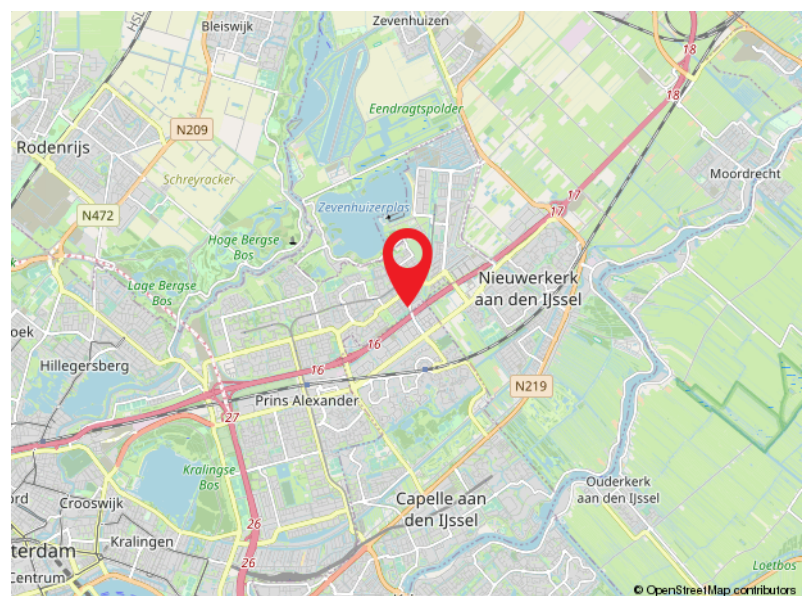 Bleiswijk
Zevenhuizen
HSL
18
18
Eendragtspolder
N209
Rodenrijs
Schreyracker
Moordrecht
17
17
Zevenhuizerplas
N472
Hoge Bergse
Bos
Nieuwerkerk
aan den IJssel
Lage Bergse
Bos
oek
16
16
Hillegersberg
N219
Prins Alexander
27
Kralingse
Bos
Ouderkerk
aan den IJssel
ord
Crooswijk
Capelle aan
den IJssel
26
Kralingen
terdam
Centrum
26
Loetbos
© OpenStreetMap contributors